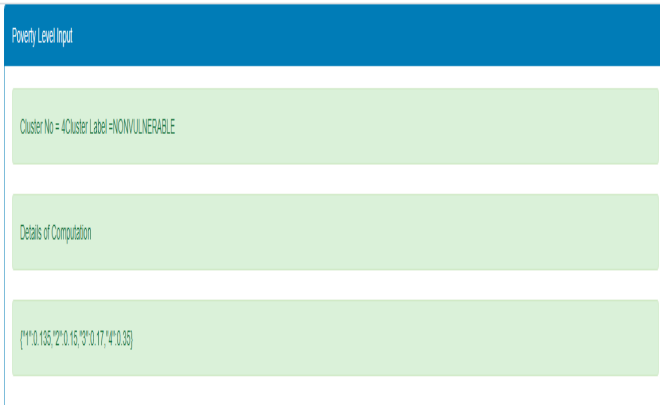 Poverty Level Input
Cluster No = 4Cluster Label =NONVULNERABLE
Details of Computation
{"1":0.135,"2":0.15,"3":0.17,"4":0.35}